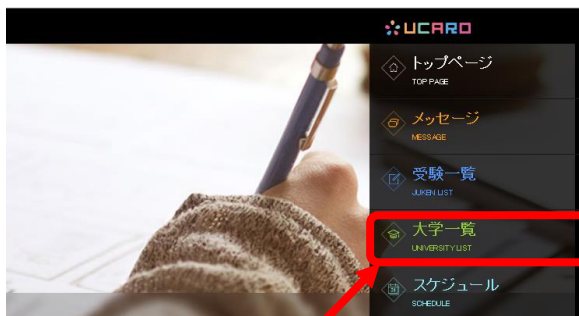 UCARO
トップページ
TOP PAGE
メッセージ
MESSAGE
受験一覧
JUKEN LIST
大学一覧
UNIVERSITY LIST
スケジュール
SCHEDULE